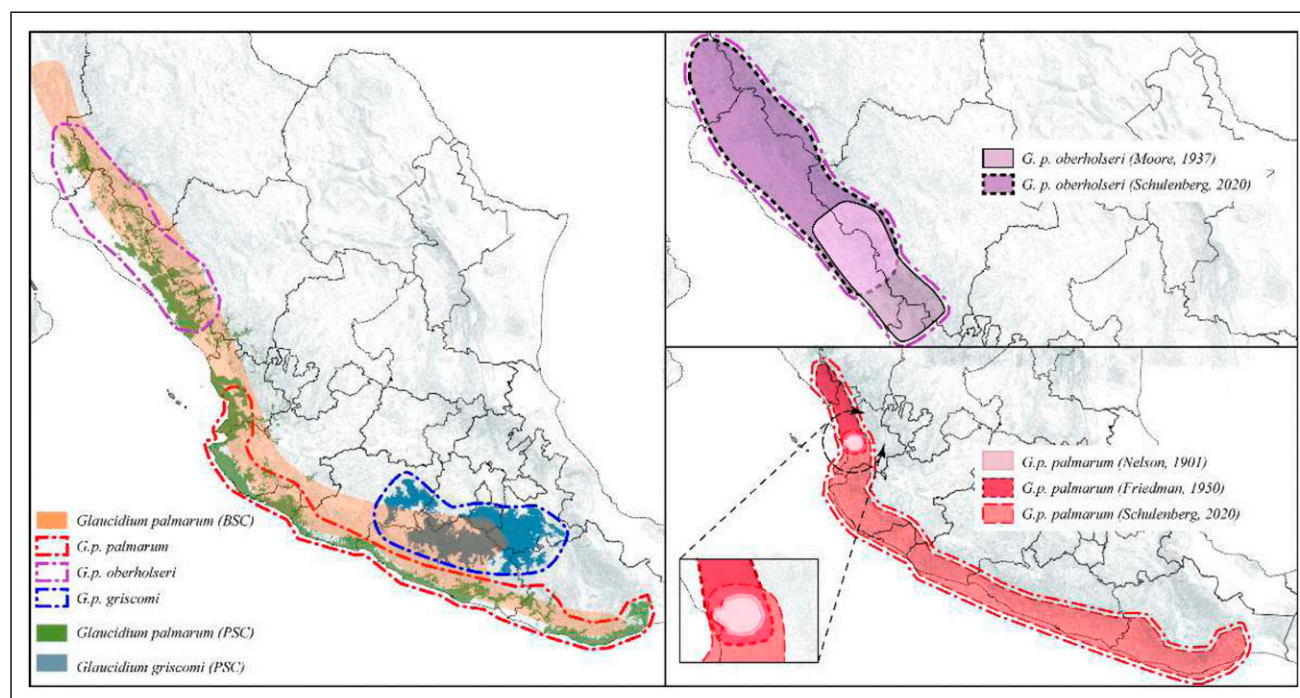 Glaucidium palmarum (BSC)
G.p. palmarum
G.p. oberholseri
G.p. griscomi
Glaucidium palmarum (PSC)
Glaucidium griscomi (PSC)
G. p. oberholseri (Moore, 1937)
G. p. oberholseri (Schulenberg, 2020)
G.p. palmarum (Nelson, 1901)
G.p. palmarum (Friedman, 1950)
G.p. palmarum (Schulenberg, 2020)